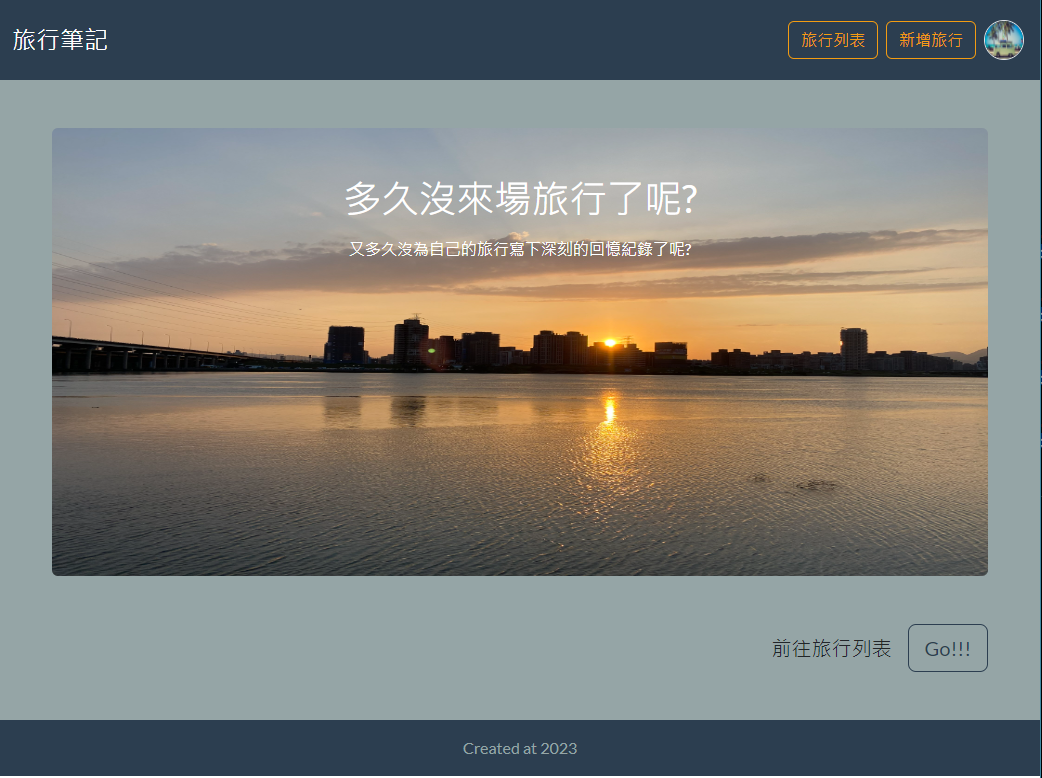 旅行筆記
旅行列表
新增旅行
多久沒來場旅行了呢?
又多久沒為自己的旅行寫下深刻的回憶紀錄了呢?
前往旅行列表
Go!!!
Created at 2023